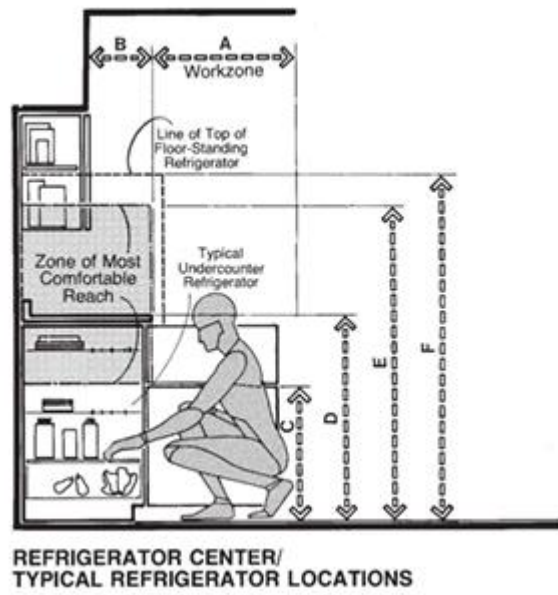 B
A
Workzone
Line of Top of
Floor-Standing
Refrigerator
Zone of Most
Comfortable
Reach
Typical
Undercounter
Refrigerator
C
D
E
F
REFRIGERATOR CENTER/
TYPICAL REFRIGERATOR LOCATIONS